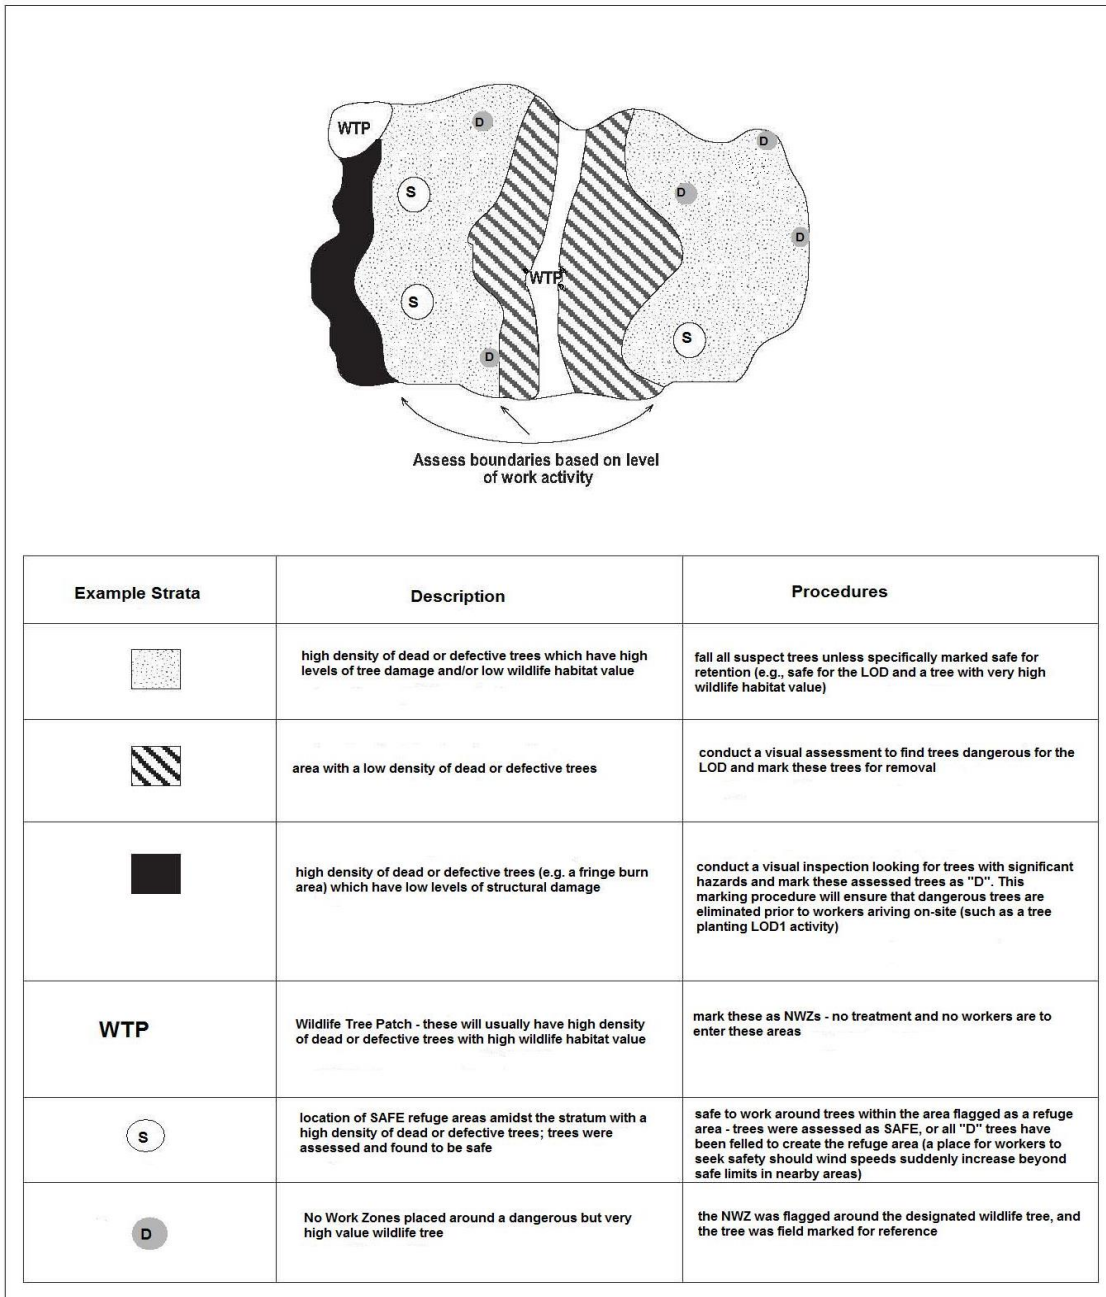 WTP
D
D
S
D
D
WTP
S
S
D
Assess boundaries based on level
of work activity
Example Strata
Description
Procedures
high density of dead or defective trees which have high
levels of tree damage and/or low wildlife habitat value
fall all suspect trees unless specifically marked safe for
retention (e.g., safe for the LOD and a tree with very high
wildlife habitat value)
area with a low density of dead or defective trees
conduct a visual assessment to find trees dangerous for the
LOD and mark these trees for removal
high density of dead or defective trees (e.g. a fringe burn
area) which have low levels of structural damage
conduct a visual inspection looking for trees with significant
hazards and mark these assessed trees as "D". This
marking procedure will ensure that dangerous trees are
eliminated prior to workers ariving on-site (such as a tree
planting LOD1 activity)
WTP
Wildlife Tree Patch - these will usually have high density
of dead or defective trees with high wildlife habitat value
mark these as NWZs - no treatment and no workers are to
enter these areas
S
location of SAFE refuge areas amidst the stratum with a
high density of dead or defective trees; trees were
assessed and found to be safe
safe to work around trees within the area flagged as a refuge
area - trees were assessed as SAFE, or all "D" trees have
been felled to create the refuge area (a place for workers to
seek safety should wind speeds suddenly increase beyond
safe limits in nearby areas)
D
No Work Zones placed around a dangerous but very
high value wildlife tree
the NWZ was flagged around the designated wildlife tree, and
the tree was field marked for reference